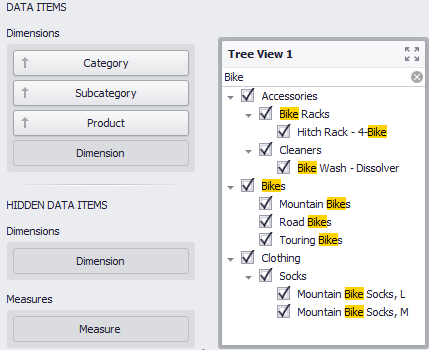 DATA ITEMS
Dimensions
Category
Subcategory
Product
Dimension
HIDDEN DATA ITEMS
Dimensions
Dimension
Measures
Measure
Tree View 1
Bike
Accessories
Bike Racks
Hitch Rack - 4-Bike
Cleaners
Bike Wash - Dissolver
Bikes
Mountain Bikes
Road Bikes
Touring Bikes
Clothing
Socks
Mountain Bike Socks, L
Mountain Bike Socks, M